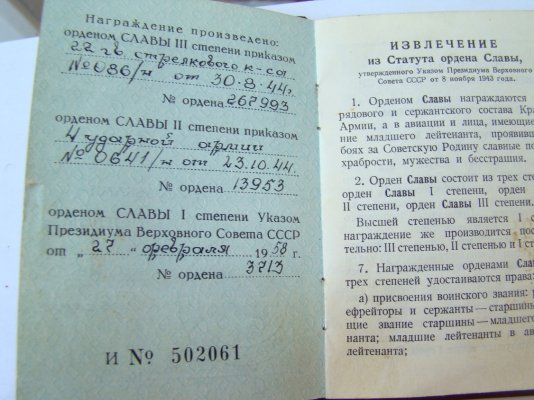 Награждение произведено:
орденом СЛАВЫ III степени приказом
22 гв. стрелкового к-са
№ 086/н от 30.8.44г.
№ ордена 262993
орденом СЛАВЫ II степени приказом
4 ударной армии
№ 0641/н от 23.10.44
№ ордена 13953
орденом СЛАВЫ I степени Указом
Президиума Верховного Совета СССР
от „27 “ февраля 1958 г.
№ ордена 3713
И № 502061
ИЗВЛЕЧЕНИЕ
из Статута ордена Славы,
утвержденного Указом Президиума Верховного
Совета СССР от 8 ноября 1943 года.
1. Орденом Славы награждаются
рядового и сержантского состава Кра
Армии, а в авиации и лица, имеющие
ние младшего лейтенанта, проявивши
боях за Советскую Родину славные по
храбрости, мужества и бесстрашия.
2. Орден Славы состоит из трех сте
орден Славы I степени, орден
II степени, орден Славы III степени.
Высшей степенью является I с
награждение же производится пос
тельно: III степенью, II степенью и I ст
7. Награжденные орденами Слав
трех степеней удостаиваются права:
а) присвоения воинского звания: р
ефрейторы и сержанты—старшины
щие звание старшины—младшего
нанта; младшие лейтенанты в ав
лейтенанта;